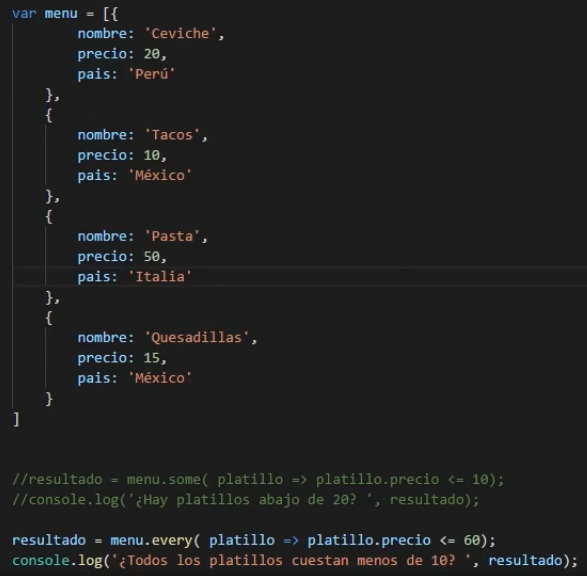 var menu = [{
nombre: 'Ceviche',
precio: 20,
pais: 'Perú'
},
{
nombre: 'Tacos',
precio: 10,
pais: 'México'
},
{
nombre: 'Pasta',
precio: 50,
pais: 'Italia'
},
{
nombre: 'Quesadillas',
precio: 15,
pais: 'México'
}
]
//resultado = menu.some( platillo => platillo.precio <= 10);
//console.log('¿Hay platillos abajo de 20? ', resultado);
resultado = menu.every( platillo => platillo.precio <= 60);
console.log('¿Todos los platillos cuestan menos de 10? ', resultado);